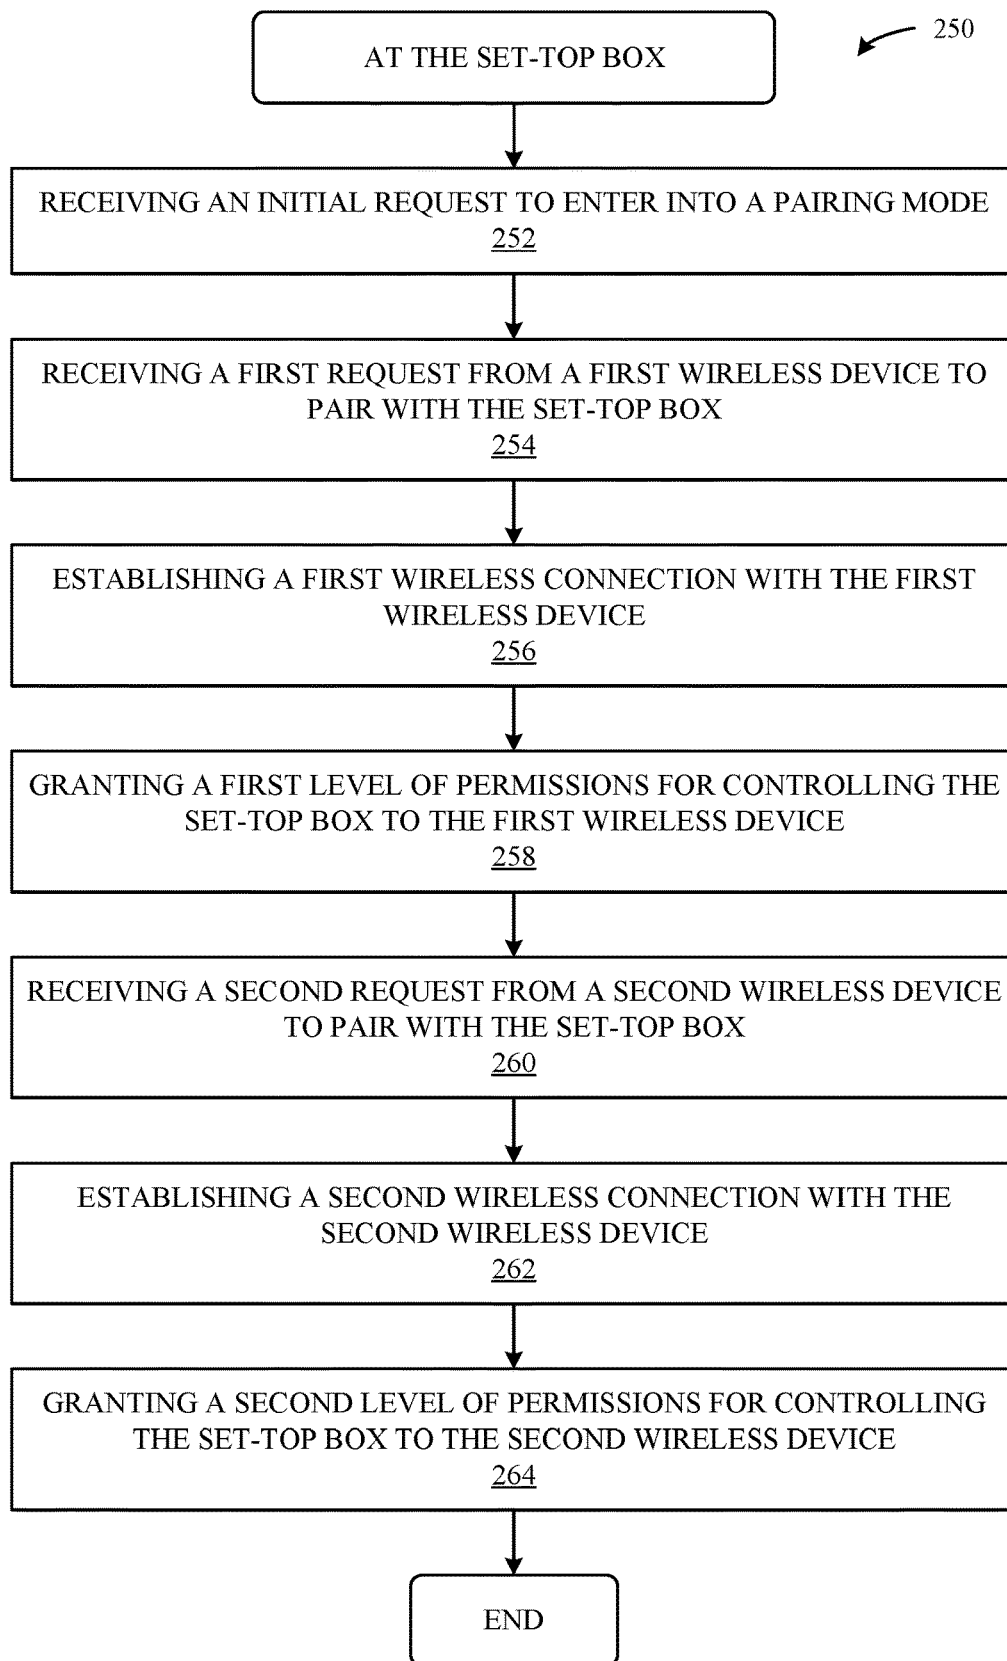 AT THE SET-TOP BOX
250
RECEIVING AN INITIAL REQUEST TO ENTER INTO A PAIRING MODE
252
RECEIVING A FIRST REQUEST FROM A FIRST WIRELESS DEVICE TO
PAIR WITH THE SET-TOP BOX
254
ESTABLISHING A FIRST WIRELESS CONNECTION WITH THE FIRST
WIRELESS DEVICE
256
GRANTING A FIRST LEVEL OF PERMISSIONS FOR CONTROLLING THE
SET-TOP BOX TO THE FIRST WIRELESS DEVICE
258
RECEIVING A SECOND REQUEST FROM A SECOND WIRELESS DEVICE
TO PAIR WITH THE SET-TOP BOX
260
ESTABLISHING A SECOND WIRELESS CONNECTION WITH THE
SECOND WIRELESS DEVICE
262
GRANTING A SECOND LEVEL OF PERMISSIONS FOR CONTROLLING
THE SET-TOP BOX TO THE SECOND WIRELESS DEVICE
264
END